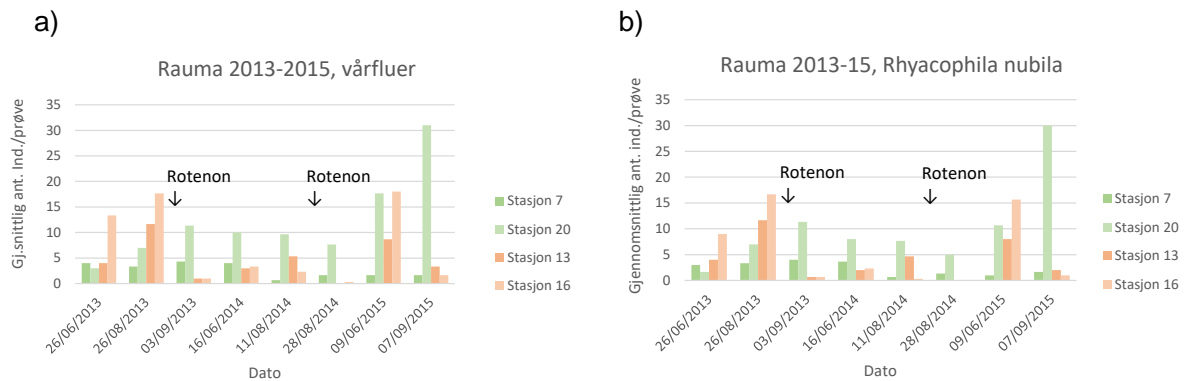 a)
Rauma 2013-2015, vårfluer
Gj.snittlig ant. Ind./prøve
35
30
25
20
15
10
5
0
Rotenon
Rotenon
26/06/2013
26/08/2013
03/09/2013
16/06/2014
11/08/2014
28/08/2014
09/06/2015
07/09/2015
Dato
Stasjon 7
Stasjon 20
Stasjon 13
Stasjon 16
b)
Rauma 2013-15, Rhyacophila nubila
Gjennomsnittlig ant. ind./prøve
35
30
25
20
15
10
5
0
Rotenon
Rotenon
26/06/2013
26/08/2013
03/09/2013
16/06/2014
11/08/2014
28/08/2014
09/06/2015
07/09/2015
Dato
Stasjon 7
Stasjon 20
Stasjon 13
Stasjon 16